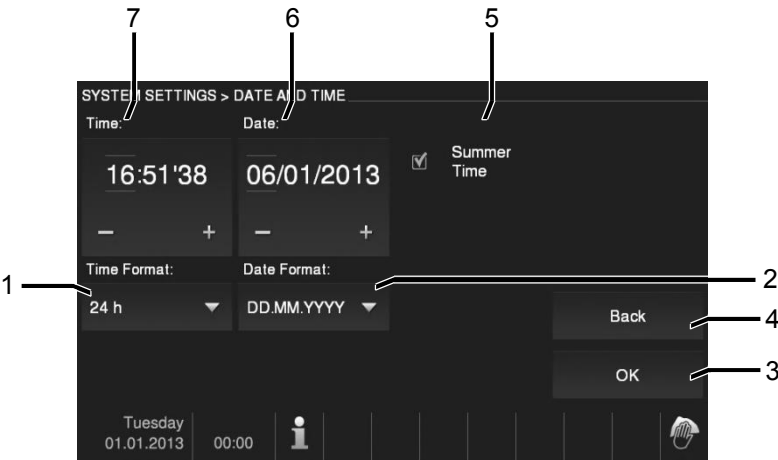 7 6 5
SYSTEM SETTINGS > DATE AND TIME
Time: Date:
16:51'38 06/01/2013 Summer
Time
– + – +
Time Format: Date Format:
1 2
24 h DD.MM.YYYY Back
4
OK 3
Tuesday
01.01.2013 00:00 i